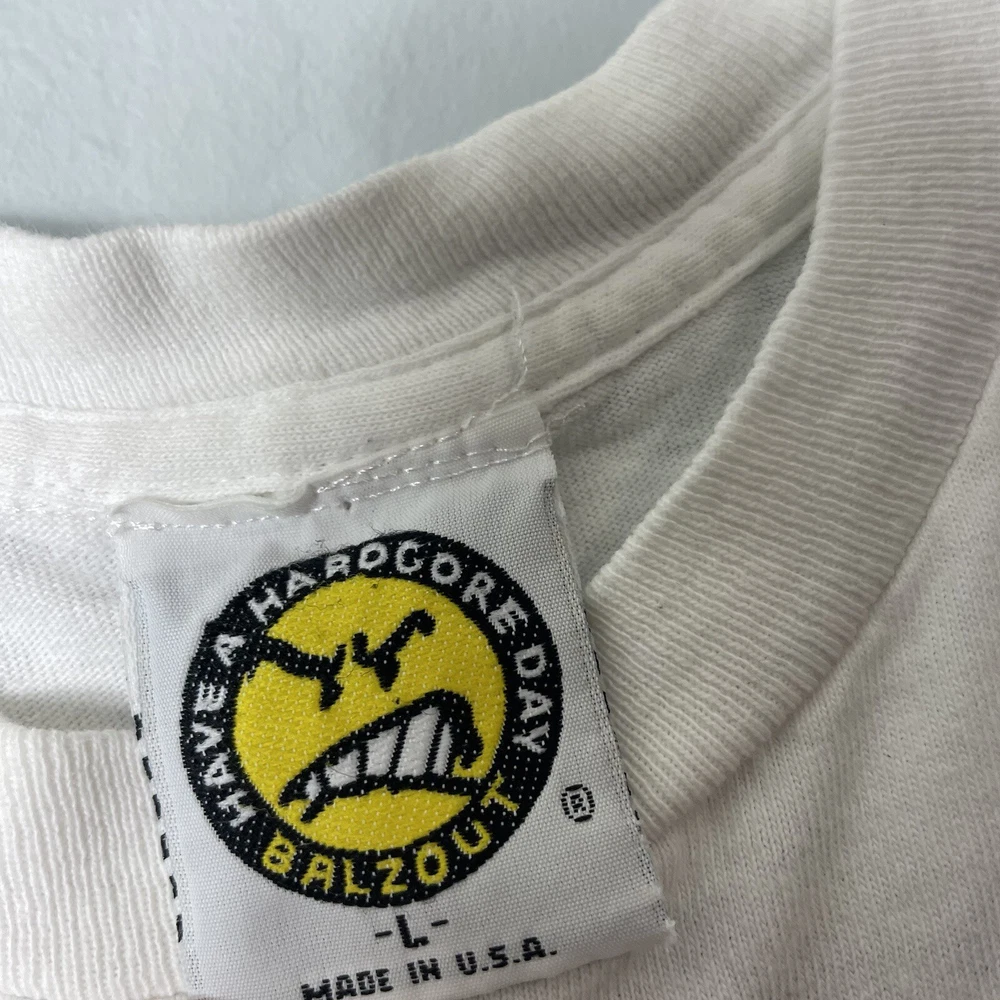 HAVE A HARDCORE DAY
BALZOUT
®
-L-
MADE IN U.S.A.